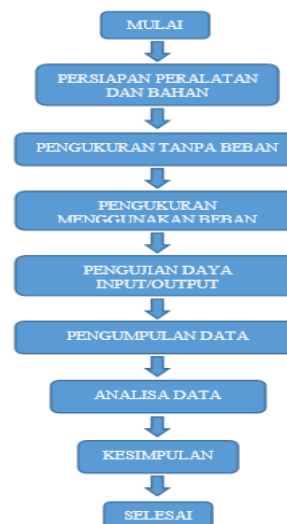 MULAI
PERSIAPAN PERALATAN
DAN BAHAN
PENGUKURAN TANPA BEBAN
PENGUKURAN
MENGGUNAKAN BEBAN
PENGUJIAN DAYA
INPUT/OUTPUT
PENGUMPULAN DATA
ANALISA DATA
KESIMPULAN
SELESAI